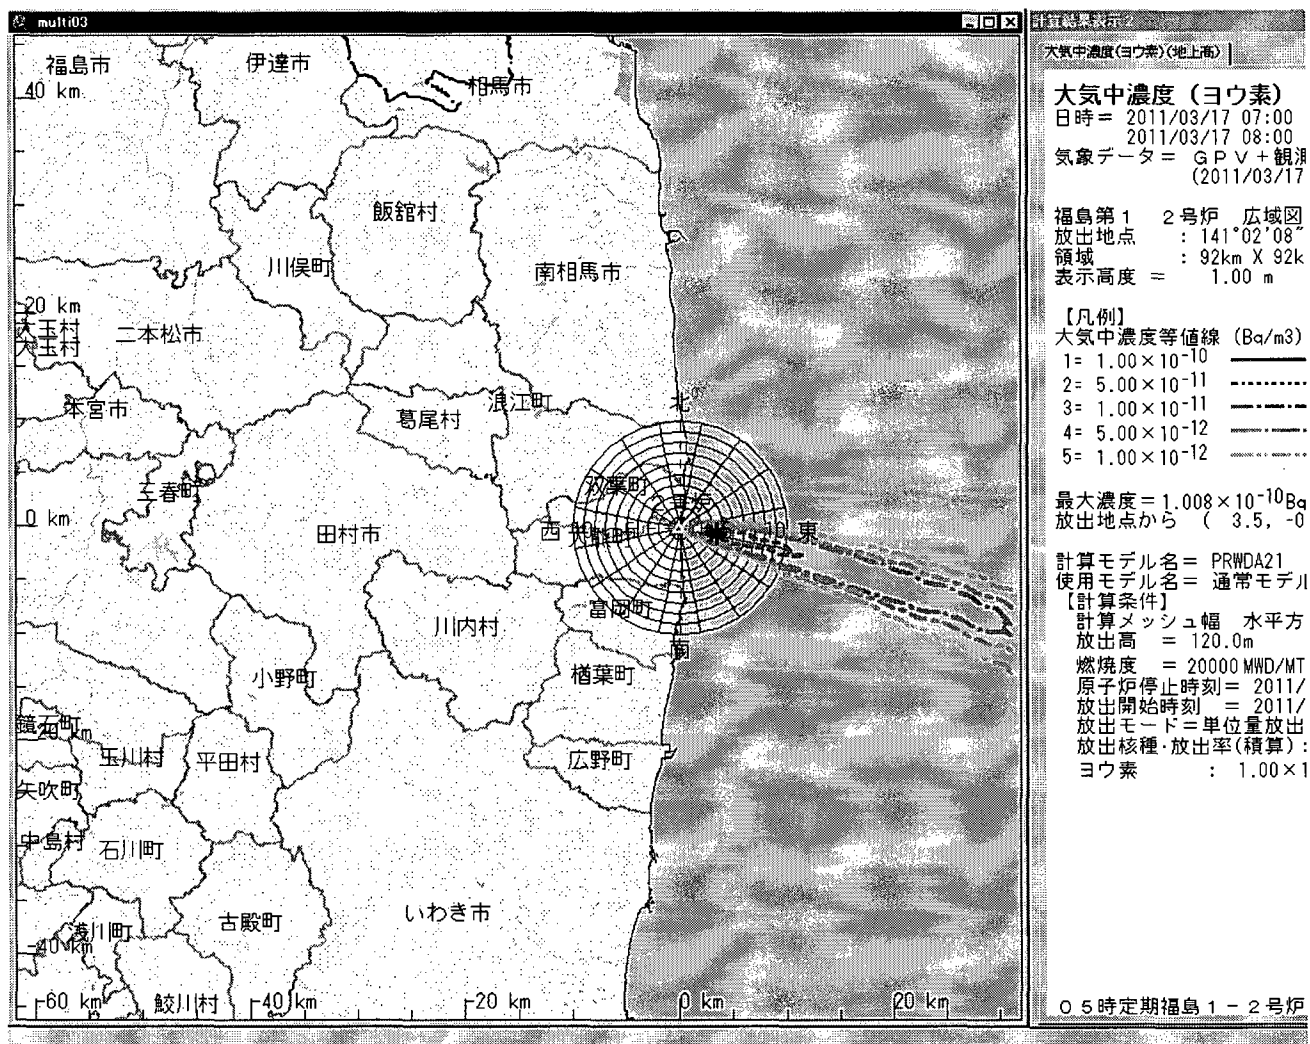 multi03
福島市
伊達市
相馬市
40 km
飯舘村
川俣町
南相馬市
20 km
大玉村
大玉村
二本松市
本宮市
浪江町
葛尾村
北
双葉町
三春町
0 km
田村市
西
10
東
富岡町
川内村
南
小野町
楢葉町
鏡石町
-20 km
玉川村
平田村
広野町
矢吹町
中島村
石川町
いわき市
古殿町
浅川町
-40 km
鮫川村
-60 km
-40 km
-20 km
0 km
20 km
計算結果表示2
大気中濃度(ヨウ素)(地上高)
大気中濃度（ヨウ素）
日時＝ 2011/03/17 07:00
2011/03/17 08:00
気象データ＝ ＧＰＶ＋観測
(2011/03/17
福島第１ ２号炉 広域図
放出地点 : 141°02'08"
領域 : 92km X 92k
表示高度 ＝ 1.00 m
【凡例】
大気中濃度等値線 (Bq/m3)
1= 1.00×10-10
2= 5.00×10-11
3= 1.00×10-11
4= 5.00×10-12
5= 1.00×10-12
最大濃度＝1.008×10-10Bq
放出地点から ( 3.5, -0
計算モデル名＝ PRWDA21
使用モデル名＝ 通常モデル
【計算条件】
計算メッシュ幅 水平方
放出高 ＝ 120.0m
燃焼度 ＝ 20000MWD/MT
原子炉停止時刻＝ 2011/
放出開始時刻 ＝ 2011/
放出モード＝単位量放出
放出核種・放出率(積算) :
ヨウ素 : 1.00×1
０５時定期福島１－２号炉